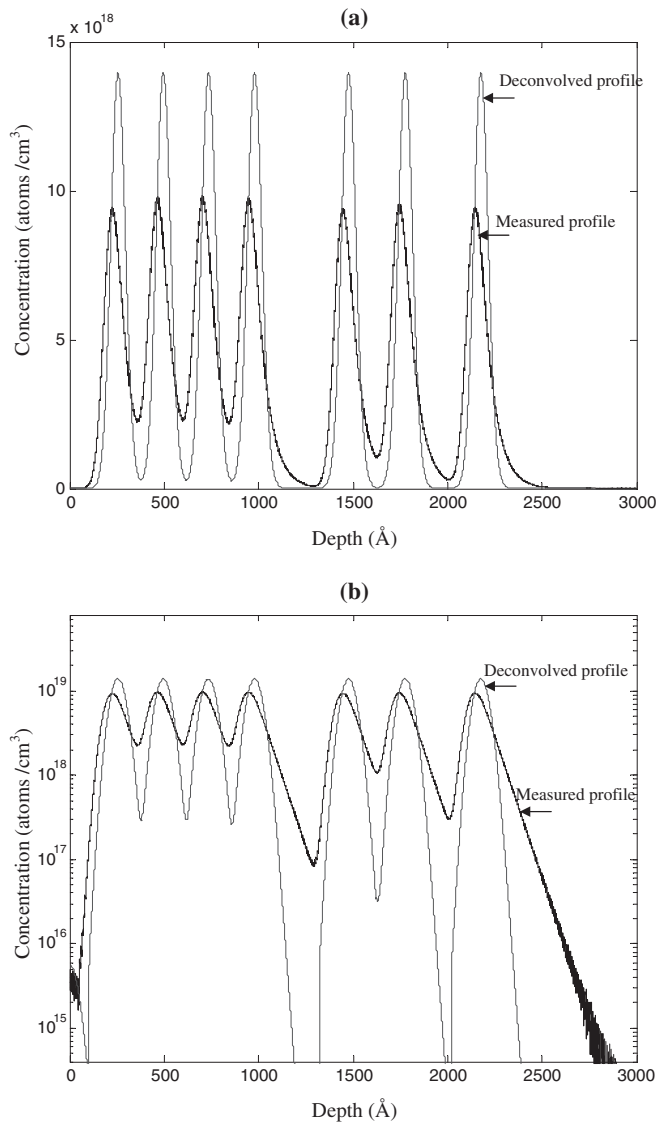 (a)
× 10^18
15
10
5
0
Concentration (atoms /cm^3)
Deconvolved profile
Measured profile
0 500 1000 1500 2000 2500 3000
Depth (Å)
(b)
10^19
10^18
10^17
10^16
10^15
Concentration (atoms /cm^3)
Deconvolved profile
Measured profile
0 500 1000 1500 2000 2500 3000
Depth (Å)